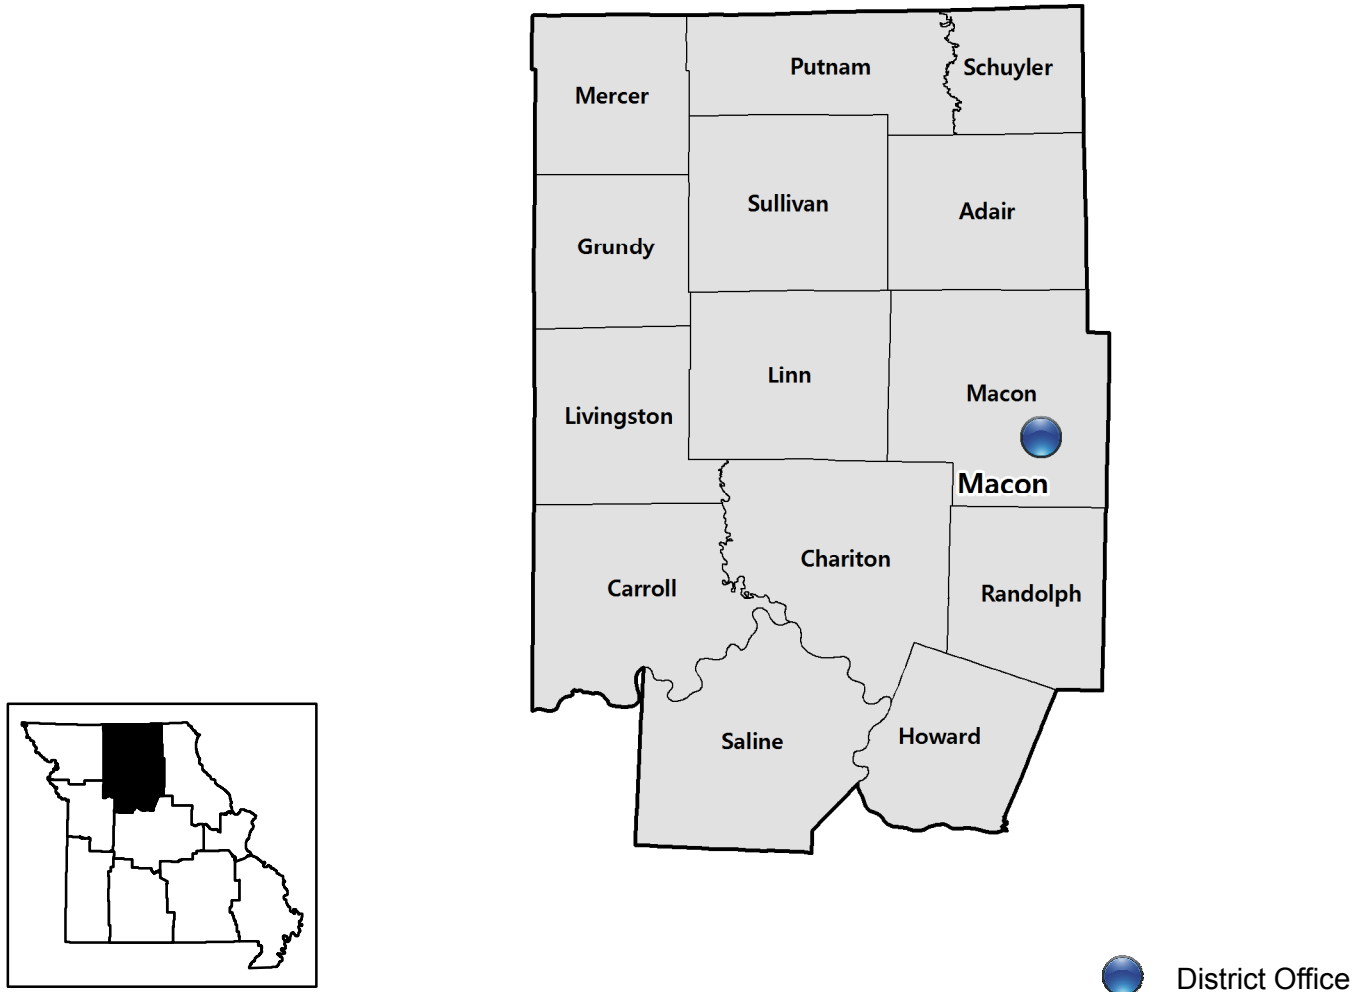 Putnam
Schuyler
Mercer
Sullivan
Adair
Grundy
Linn
Macon
Livingston
Macon
Chariton
Carroll
Randolph
Saline
Howard
District Office